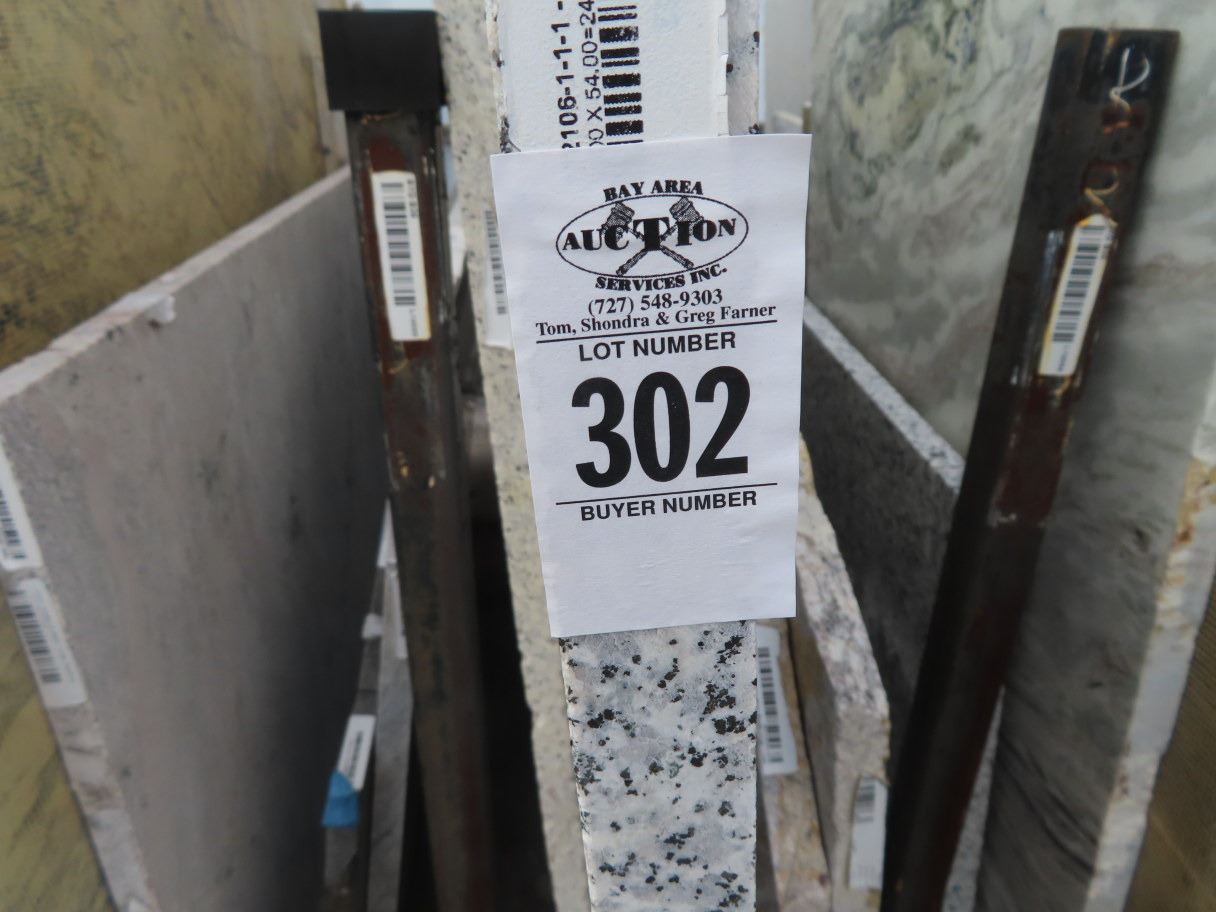 2106-1-1-1-
0 X 54.00=24
BAY AREA
AUCTION
SERVICES INC.
(727) 548-9303
Tom, Shondra & Greg Farner
LOT NUMBER
302
BUYER NUMBER